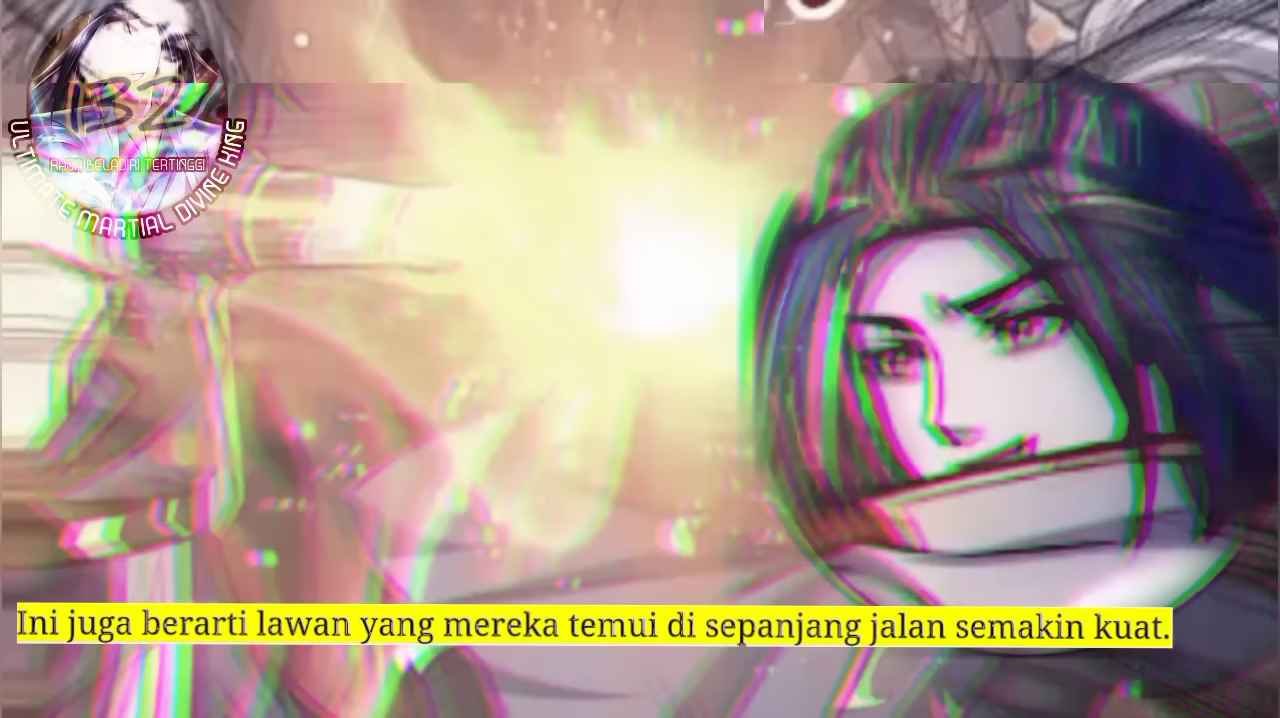 132
RAJA BELADIRI TERTINGGI
ULTIMATE MARTIAL DIVINE KING
Ini juga berarti lawan yang mereka temui di sepanjang jalan semakin kuat.